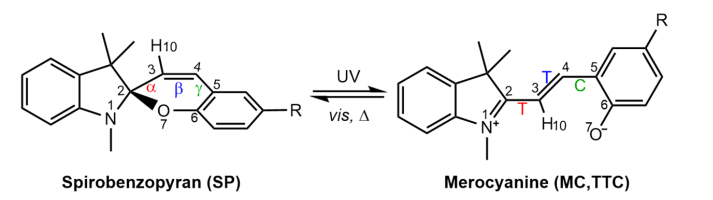 H10
3
4
2
α
β
γ
5
1
N
O
7
6
R
UV
vis, Δ
R
4
T
5
3
C
2
1
N+
T
H10
6
7
O-
Spirobenzopyran (SP)
Merocyanine (MC,TTC)